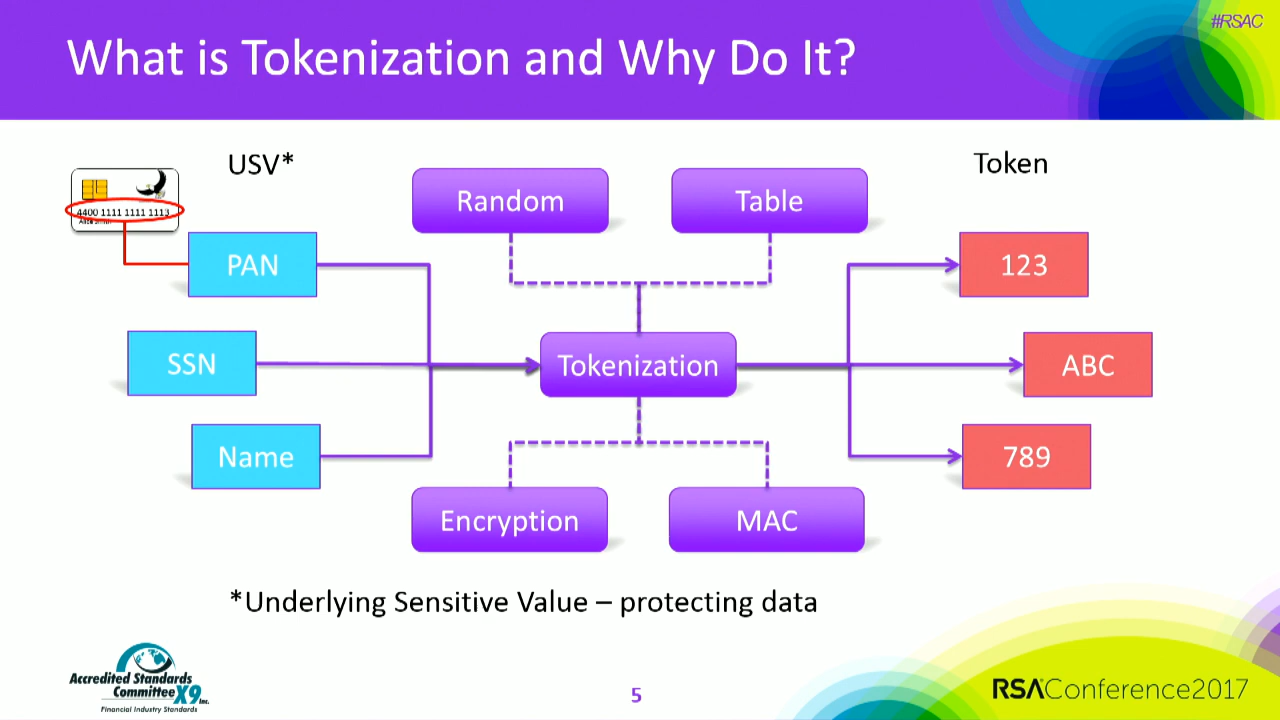 #RSAC
What is Tokenization and Why Do It?
USV*
Token
4400 1111 1111 1113
Random
Table
PAN
123
SSN
Tokenization
ABC
Name
789
Encryption
MAC
*Underlying Sensitive Value – protecting data
Accredited Standards
Committee X9 Inc.
Financial Industry Standards
5
RSAConference2017